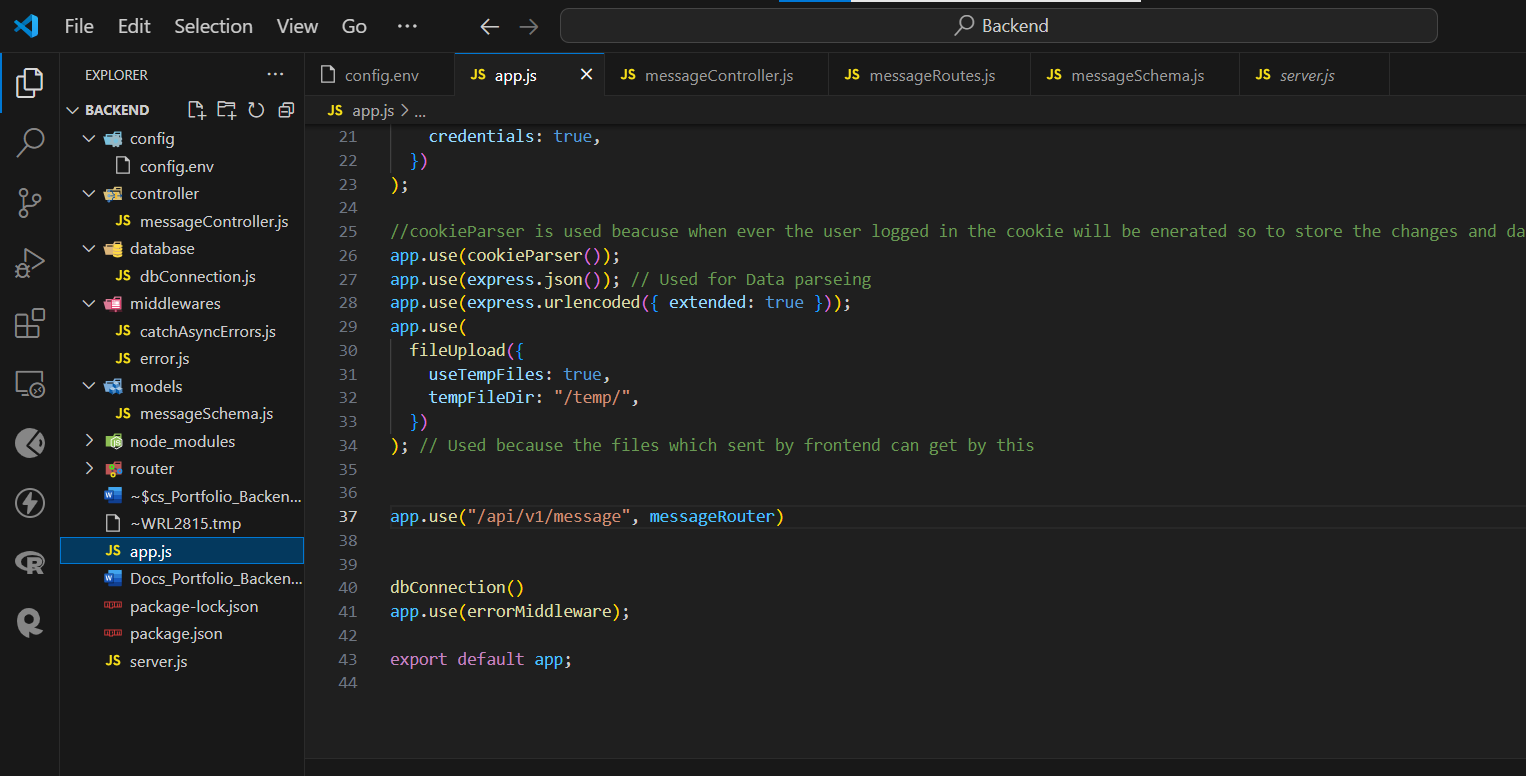 File Edit Selection View Go ··· ← → Backend
EXPLORER ···
config.env
JS app.js ×
JS messageController.js
JS messageRoutes.js
JS messageSchema.js
JS server.js
BACKEND
config
config.env
controller
JS messageController.js
database
JS dbConnection.js
middlewares
JS catchAsyncErrors.js
JS error.js
models
JS messageSchema.js
node_modules
router
~$cs_Portfolio_Backen...
~WRL2815.tmp
JS app.js
Docs_Portfolio_Backen...
package-lock.json
package.json
JS server.js
JS app.js > ...
21 credentials: true,
22 })
23 );
24
25 //cookieParser is used beacuse when ever the user logged in the cookie will be enerated so to store the changes and da
26 app.use(cookieParser());
27 app.use(express.json()); // Used for Data parseing
28 app.use(express.urlencoded({ extended: true }));
29 app.use(
30 fileUpload({
31 useTempFiles: true,
32 tempFileDir: "/temp/",
33 })
34 ); // Used because the files which sent by frontend can get by this
35
36
37 app.use("/api/v1/message", messageRouter)
38
39
40 dbConnection()
41 app.use(errorMiddleware);
42
43 export default app;
44